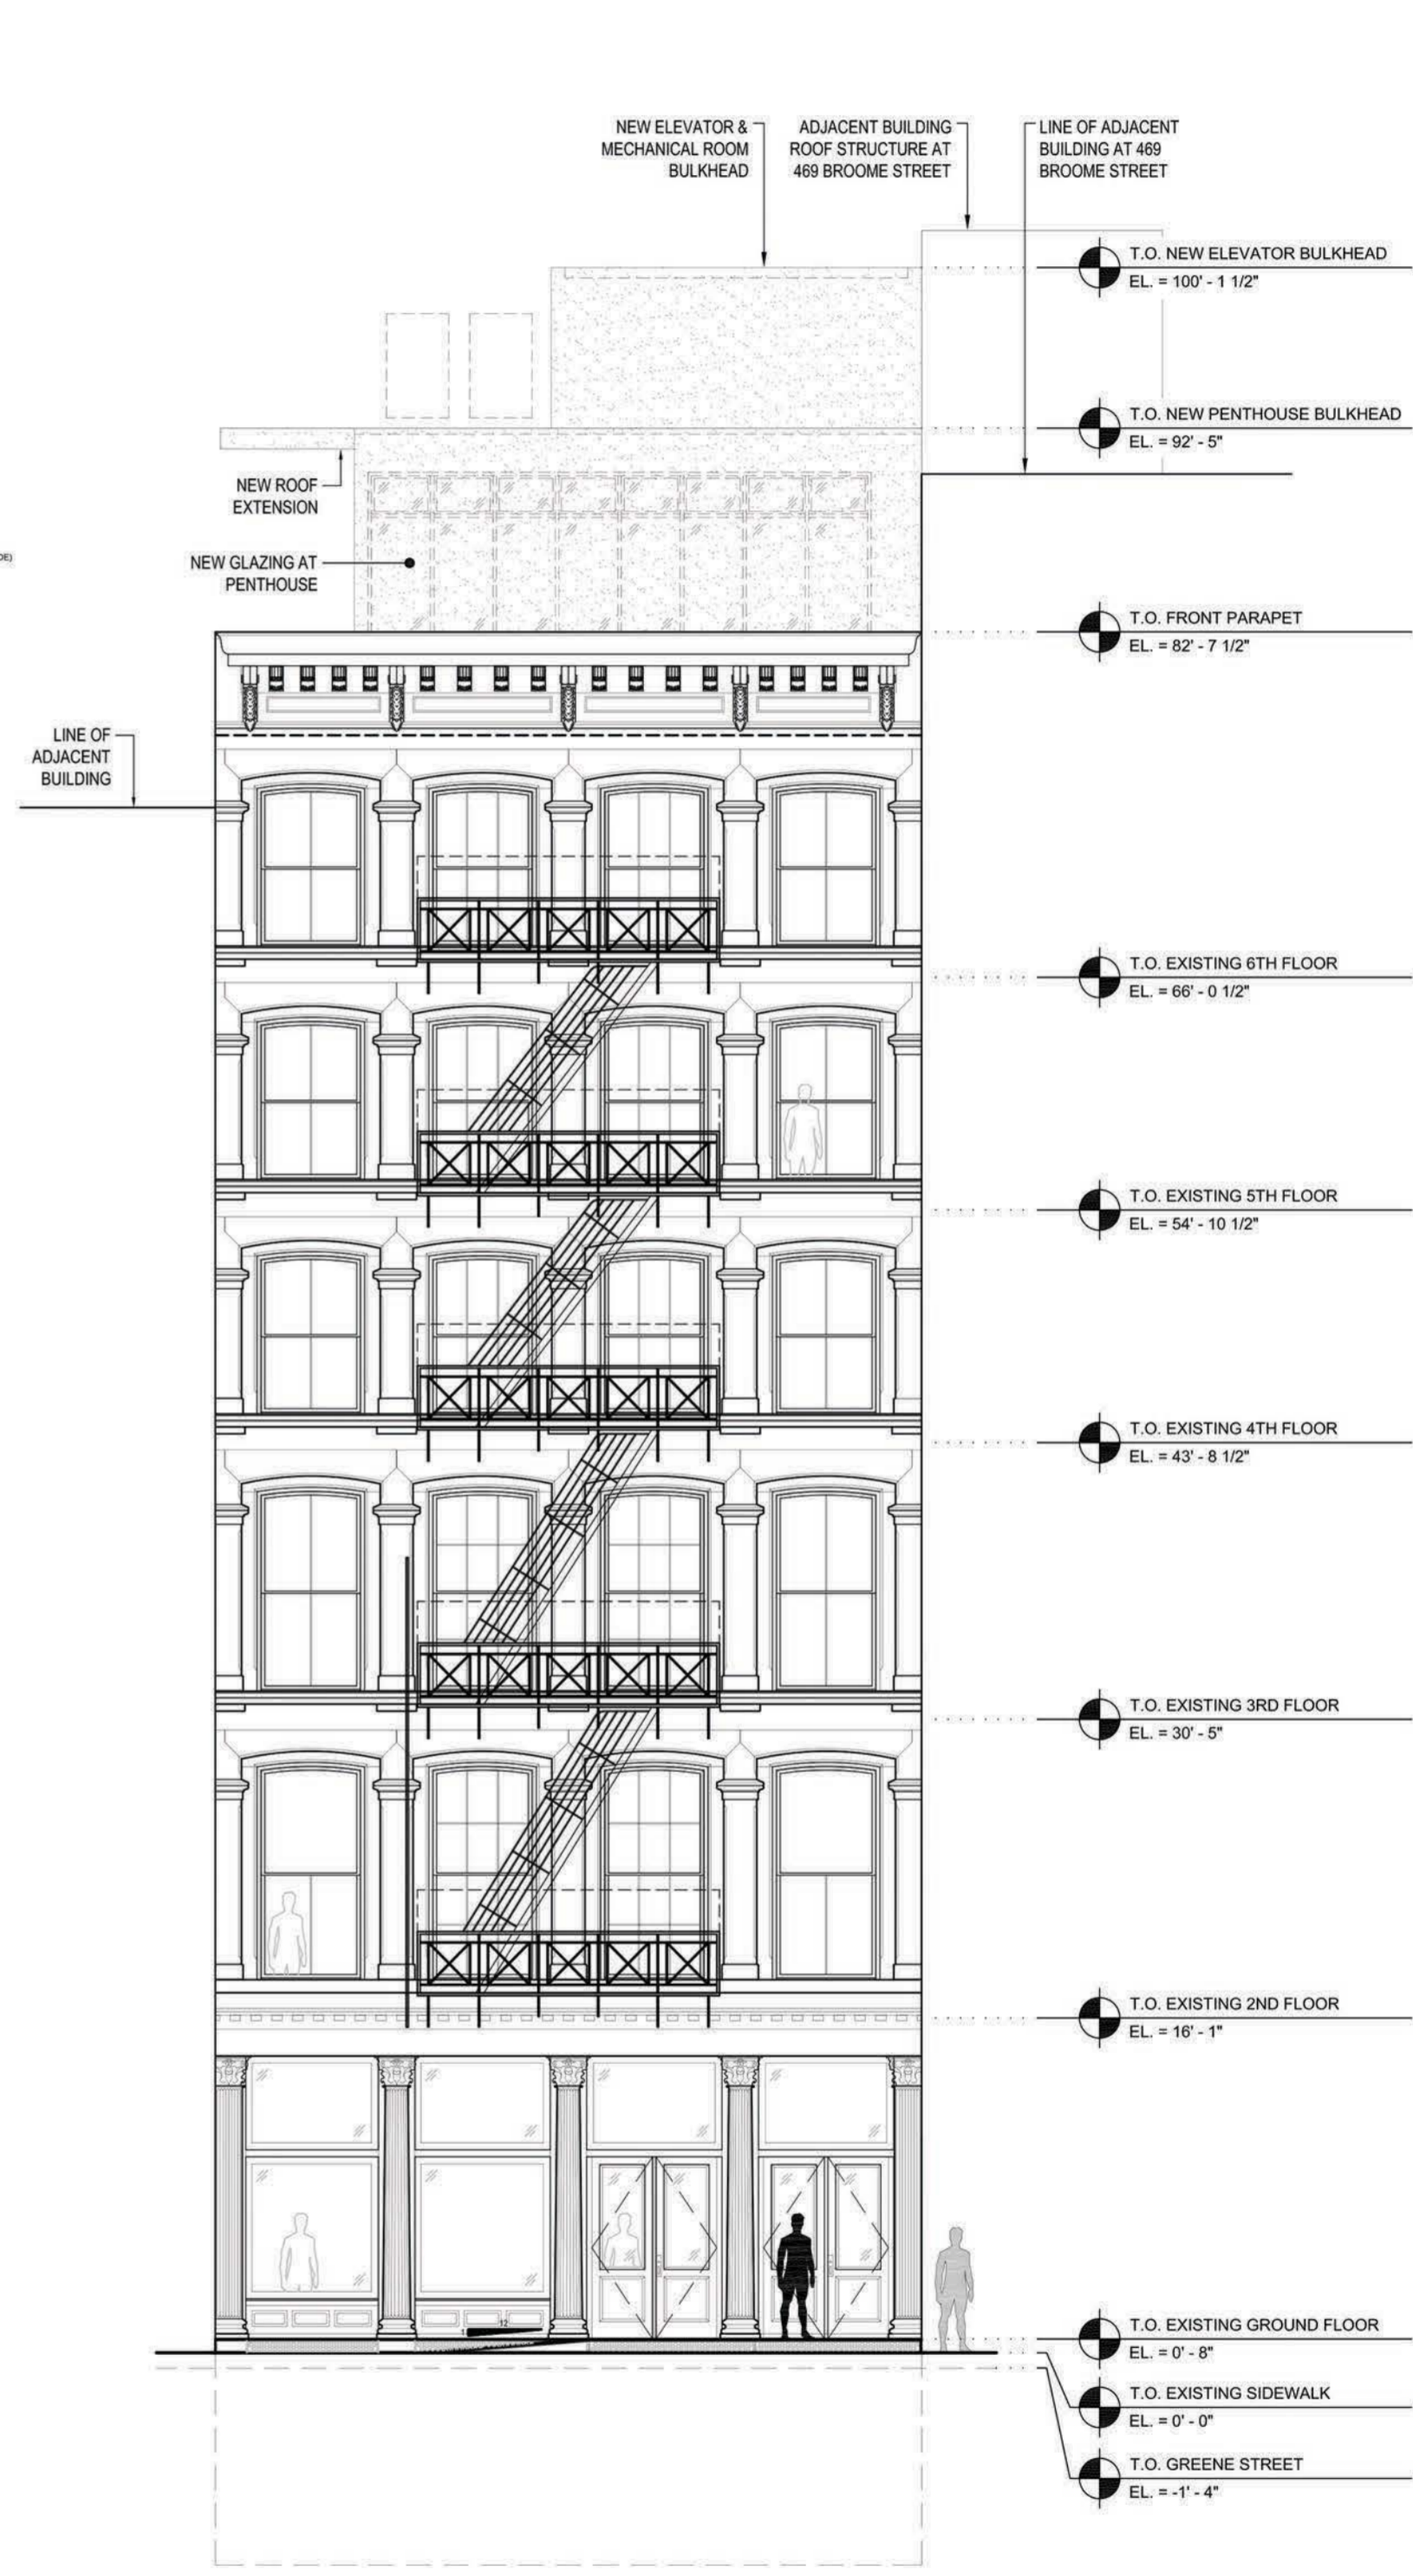 NEW ELEVATOR &
MECHANICAL ROOM
BULKHEAD
ADJACENT BUILDING
ROOF STRUCTURE AT
469 BROOME STREET
LINE OF ADJACENT
BUILDING AT 469
BROOME STREET
T.O. NEW ELEVATOR BULKHEAD
EL. = 100' - 1 1/2"
T.O. NEW PENTHOUSE BULKHEAD
EL. = 92' - 5"
NEW ROOF
EXTENSION
DE)
NEW GLAZING AT
PENTHOUSE
T.O. FRONT PARAPET
EL. = 82' - 7 1/2"
LINE OF
ADJACENT
BUILDING
T.O. EXISTING 6TH FLOOR
EL. = 66' - 0 1/2"
T.O. EXISTING 5TH FLOOR
EL. = 54' - 10 1/2"
T.O. EXISTING 4TH FLOOR
EL. = 43' - 8 1/2"
T.O. EXISTING 3RD FLOOR
EL. = 30' - 5"
T.O. EXISTING 2ND FLOOR
EL. = 16' - 1"
12
1
T.O. EXISTING GROUND FLOOR
EL. = 0' - 8"
T.O. EXISTING SIDEWALK
EL. = 0' - 0"
T.O. GREENE STREET
EL. = -1' - 4"